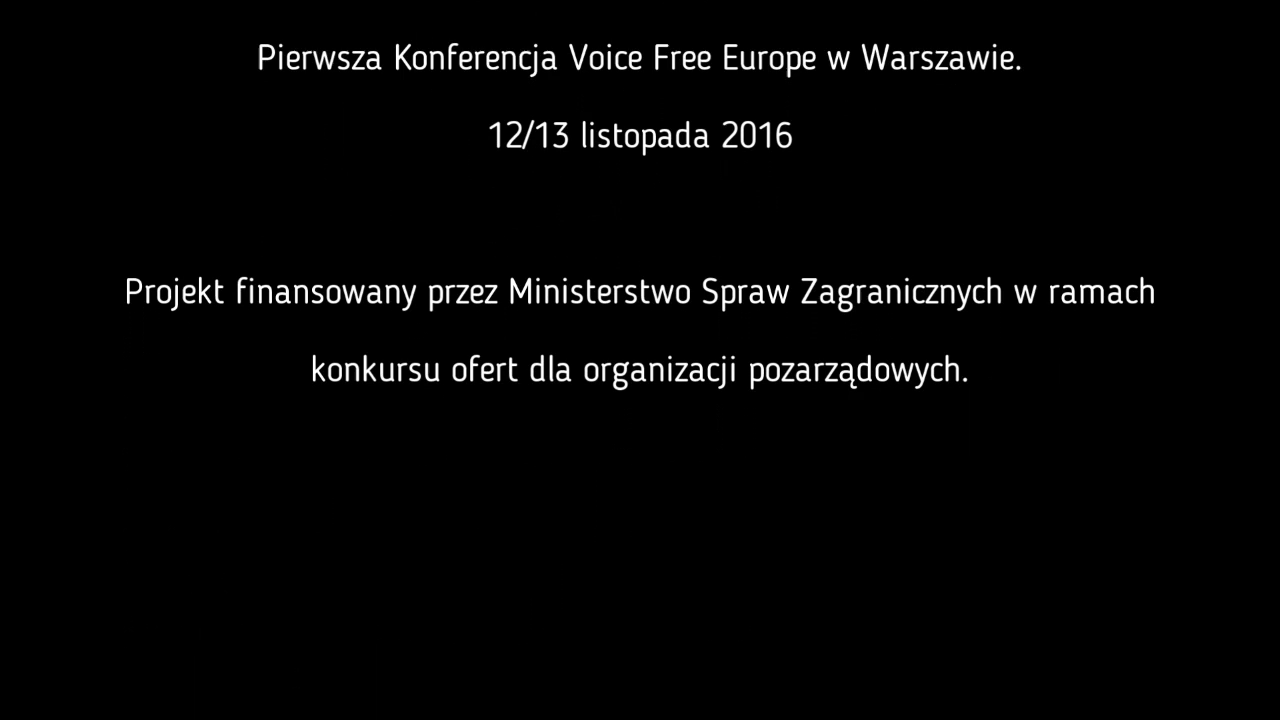 Pierwsza Konferencja Voice Free Europe w Warszawie.
12/13 listopada 2016
Projekt finansowany przez Ministerstwo Spraw Zagranicznych w ramach
konkursu ofert dla organizacji pozarządowych.